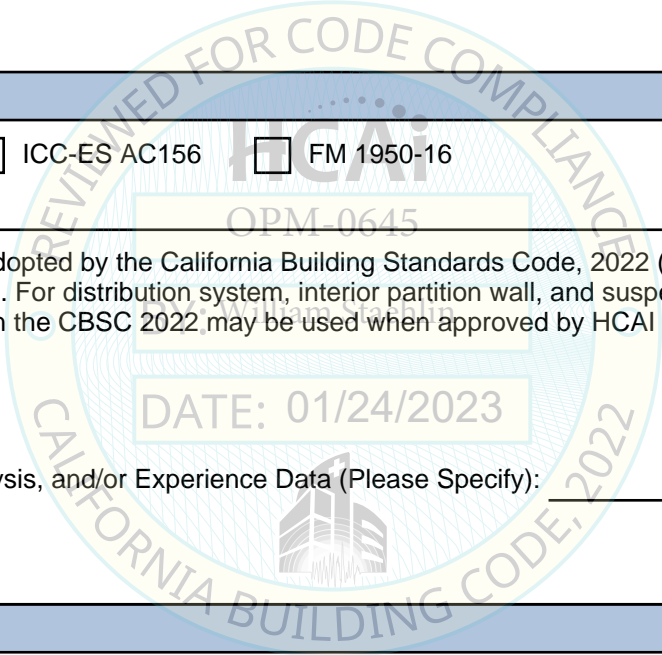 REVIEWED FOR CODE COMPLIANCE
HCAi
ICC-ES AC156 FM 1950-16
OPM-0645
dopted by the California Building Standards Code, 2022 (
. For distribution system, interior partition wall, and suspe
n the CBSC 2022 may be used when approved by HCAI
BY: William Staehlin
DATE: 01/24/2023
ysis, and/or Experience Data (Please Specify):
CALIFORNIA BUILDING CODE, 2022